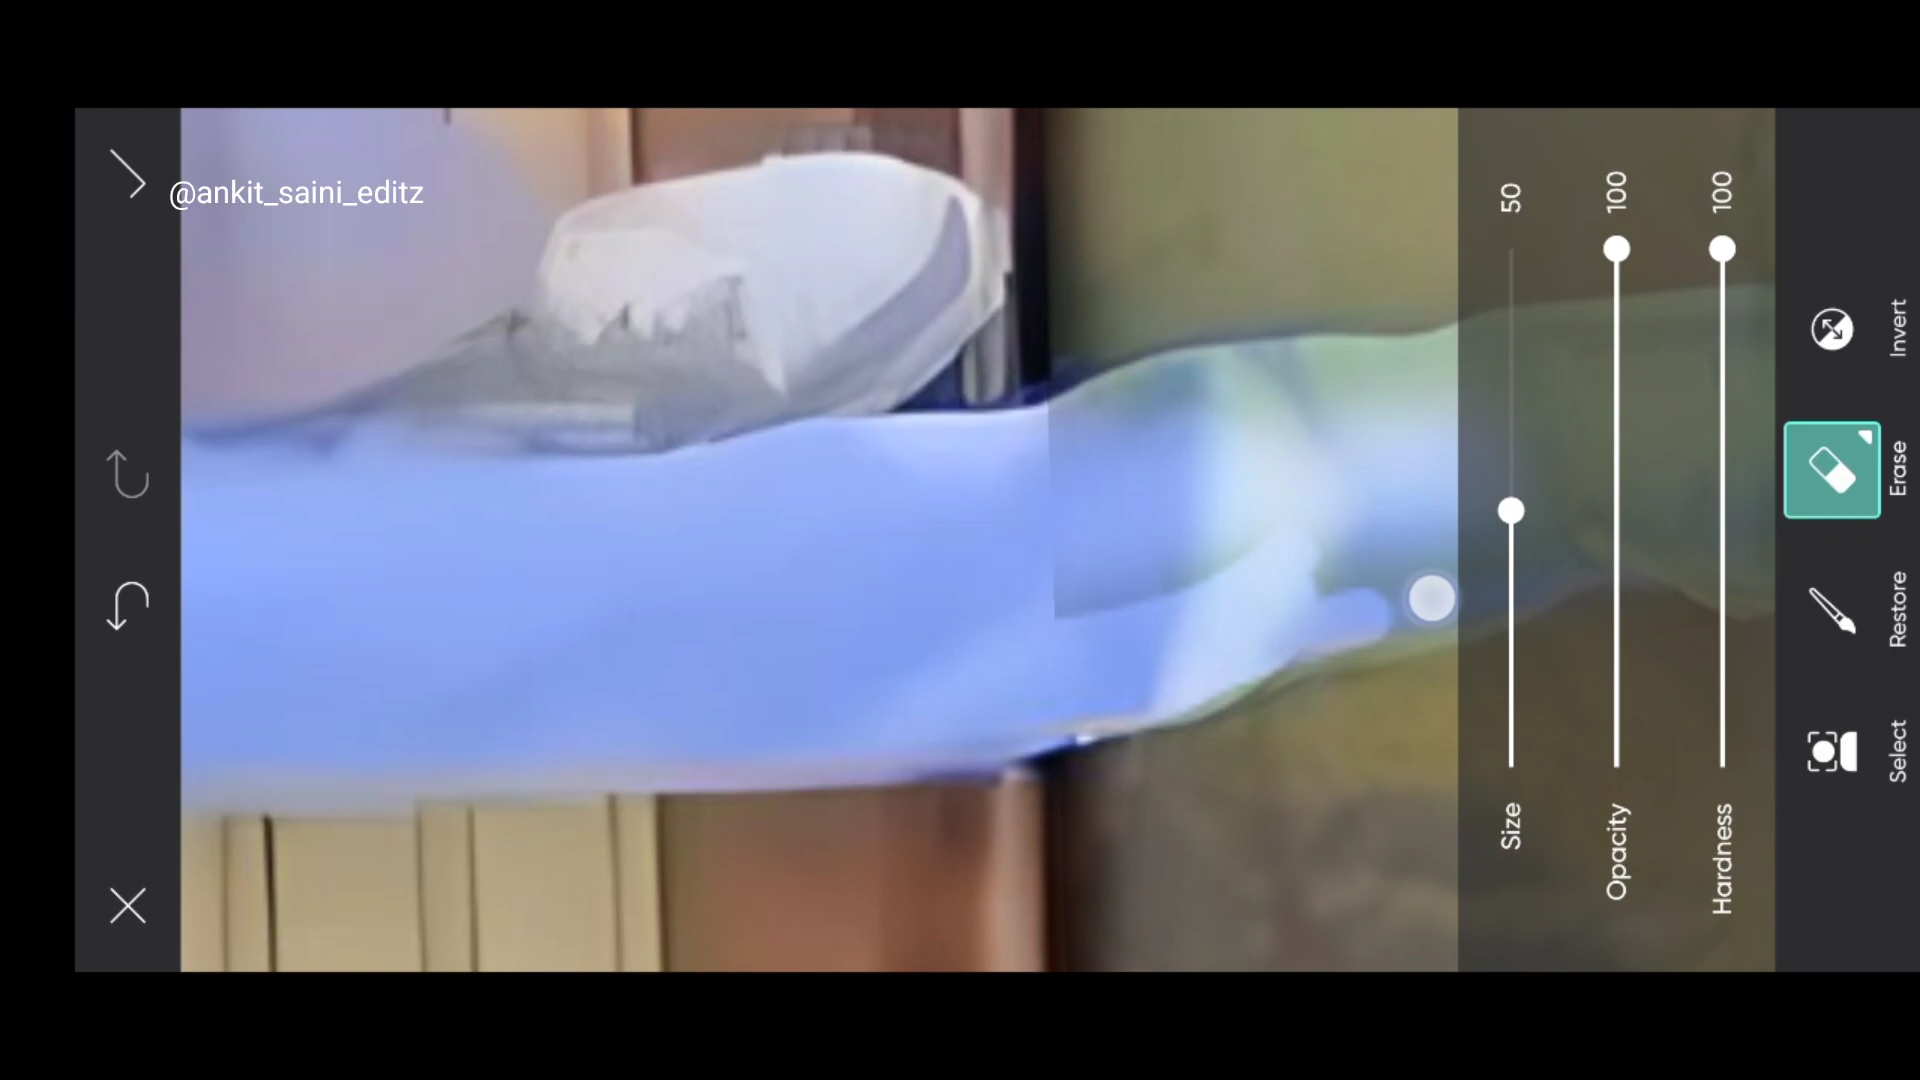 @ankit_saini_editz
50
100
100
Size
Opacity
Hardness
Invert
Erase
Restore
Select